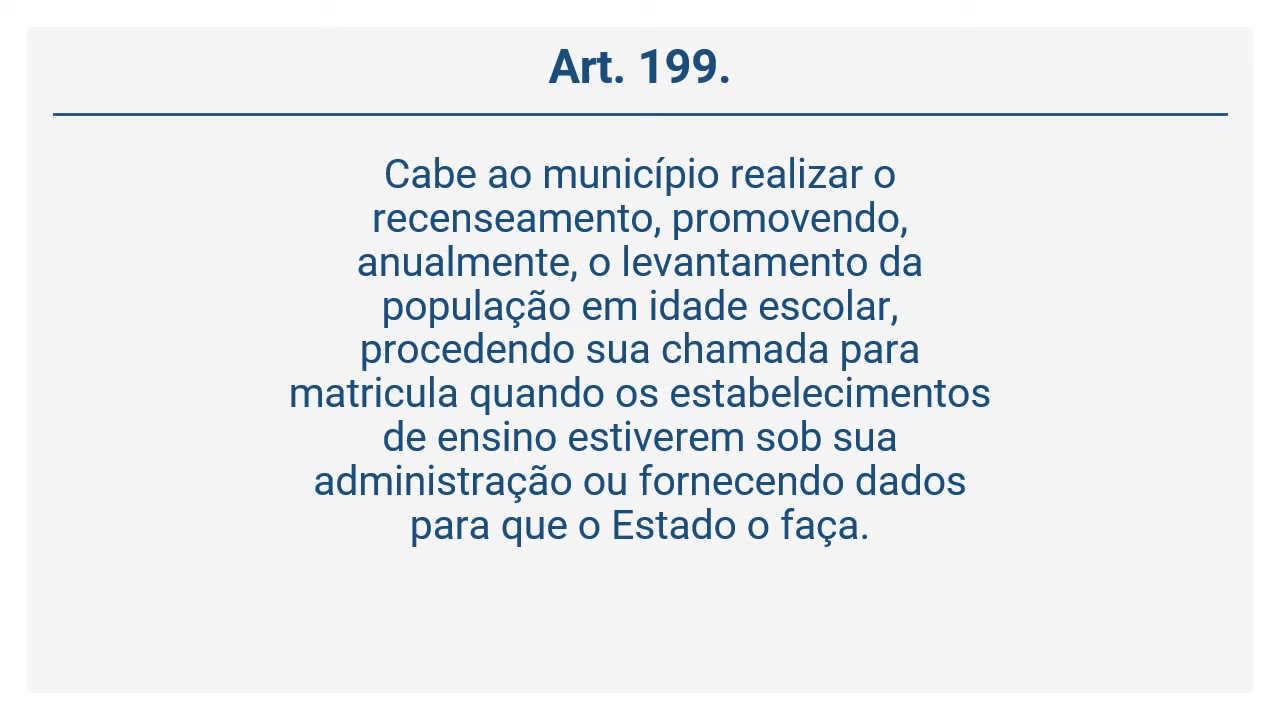 Art. 199.
Cabe ao município realizar o
recenseamento, promovendo,
anualmente, o levantamento da
população em idade escolar,
procedendo sua chamada para
matricula quando os estabelecimentos
de ensino estiverem sob sua
administração ou fornecendo dados
para que o Estado o faça.